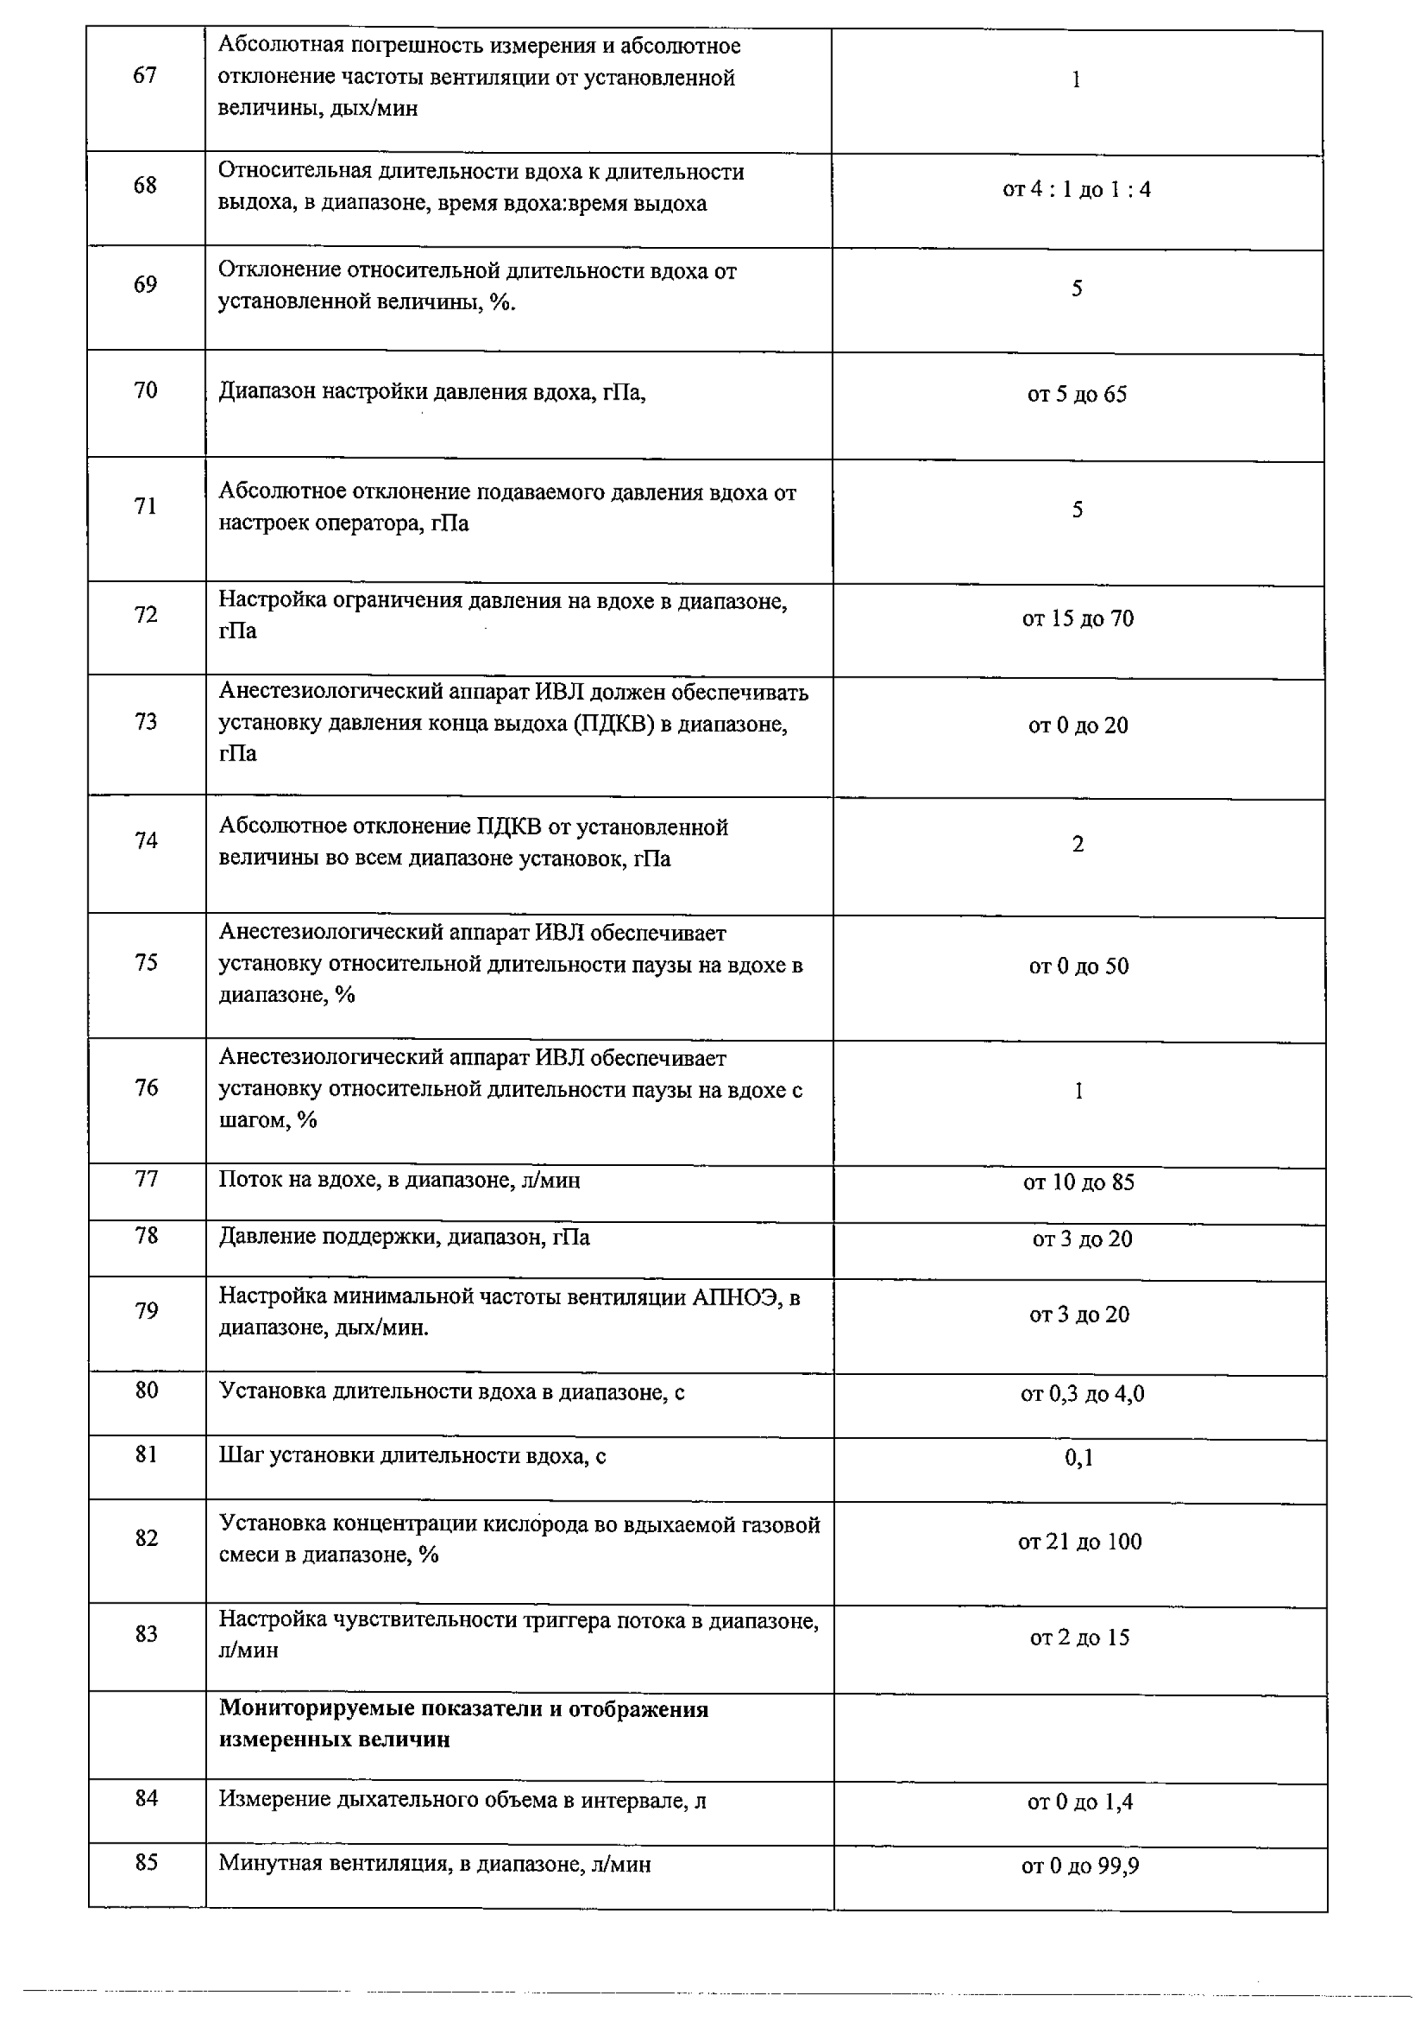 67
Абсолютная погрешность измерения и абсолютное
отклонение частоты вентиляции от установленной
величины, дых/мин
1
68
Относительная длительности вдоха к длительности
выдоха, в диапазоне, время вдоха:время выдоха
от 4 : 1 до 1 : 4
69
Отклонение относительной длительности вдоха от
установленной величины, %.
5
70
Диапазон настройки давления вдоха, гПа,
от 5 до 65
71
Абсолютное отклонение подаваемого давления вдоха от
настроек оператора, гПа
5
72
Настройка ограничения давления на вдохе в диапазоне,
гПа
от 15 до 70
73
Анестезиологический аппарат ИВЛ должен обеспечивать
установку давления конца выдоха (ПДКВ) в диапазоне,
гПа
от 0 до 20
74
Абсолютное отклонение ПДКВ от установленной
величины во всем диапазоне установок, гПа
2
75
Анестезиологический аппарат ИВЛ обеспечивает
установку относительной длительности паузы на вдохе в
диапазоне, %
от 0 до 50
76
Анестезиологический аппарат ИВЛ обеспечивает
установку относительной длительности паузы на вдохе с
шагом, %
1
77
Поток на вдохе, в диапазоне, л/мин
от 10 до 85
78
Давление поддержки, диапазон, гПа
от 3 до 20
79
Настройка минимальной частоты вентиляции АПНОЭ, в
диапазоне, дых/мин.
от 3 до 20
80
Установка длительности вдоха в диапазоне, с
от 0,3 до 4,0
81
Шаг установки длительности вдоха, с
0,1
82
Установка концентрации кислорода во вдыхаемой газовой
смеси в диапазоне, %
от 21 до 100
83
Настройка чувствительности триггера потока в диапазоне,
л/мин
от 2 до 15
Мониторируемые показатели и отображения
измеренных величин
84
Измерение дыхательного объема в интервале, л
от 0 до 1,4
85
Минутная вентиляция, в диапазоне, л/мин
от 0 до 99,9